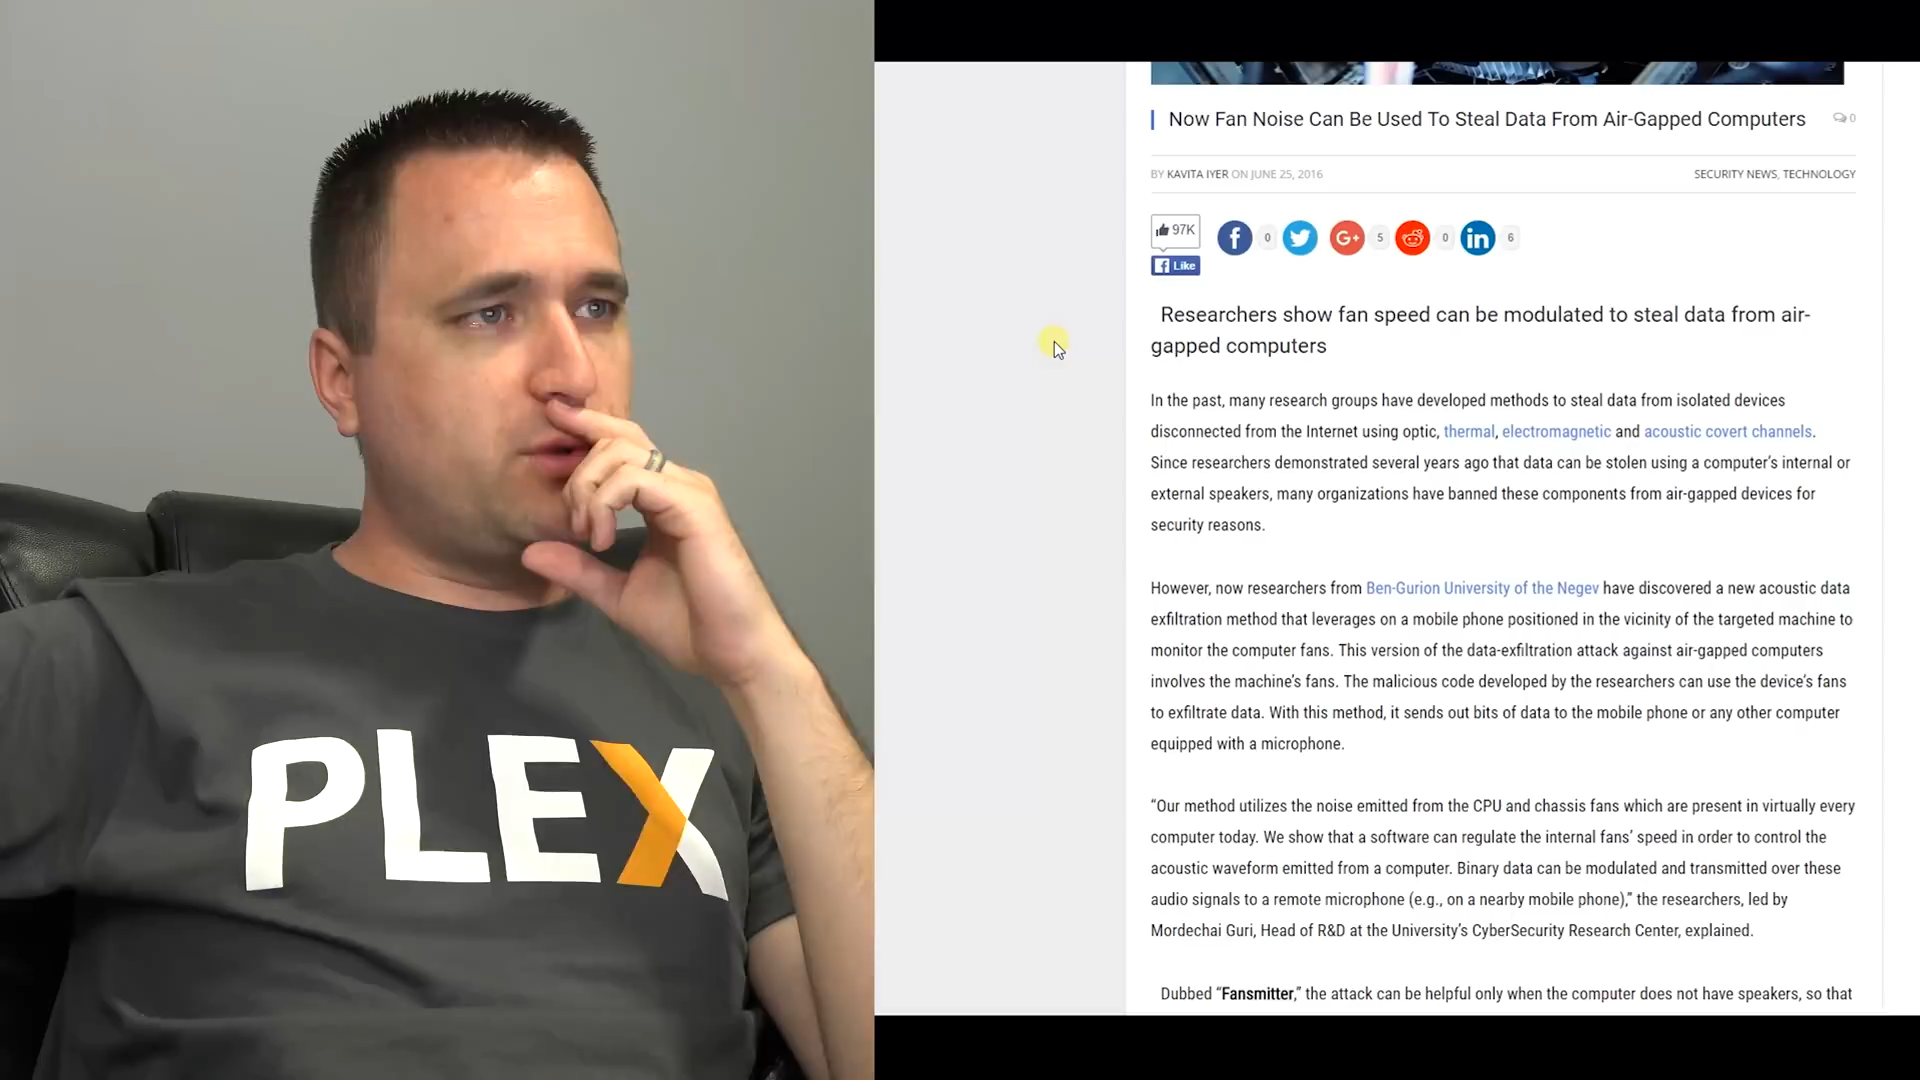 PLEX
Now Fan Noise Can Be Used To Steal Data From Air-Gapped Computers
0
BY KAVITA IYER ON JUNE 25, 2016
SECURITY NEWS, TECHNOLOGY
97K
Like
f 0 G+ 5 0 in 6
Researchers show fan speed can be modulated to steal data from air-
gapped computers
In the past, many research groups have developed methods to steal data from isolated devices
disconnected from the Internet using optic, thermal, electromagnetic and acoustic covert channels.
Since researchers demonstrated several years ago that data can be stolen using a computer’s internal or
external speakers, many organizations have banned these components from air-gapped devices for
security reasons.
However, now researchers from Ben-Gurion University of the Negev have discovered a new acoustic data
exfiltration method that leverages on a mobile phone positioned in the vicinity of the targeted machine to
monitor the computer fans. This version of the data-exfiltration attack against air-gapped computers
involves the machine’s fans. The malicious code developed by the researchers can use the device’s fans
to exfiltrate data. With this method, it sends out bits of data to the mobile phone or any other computer
equipped with a microphone.
“Our method utilizes the noise emitted from the CPU and chassis fans which are present in virtually every
computer today. We show that a software can regulate the internal fans’ speed in order to control the
acoustic waveform emitted from a computer. Binary data can be modulated and transmitted over these
audio signals to a remote microphone (e.g., on a nearby mobile phone),” the researchers, led by
Mordechai Guri, Head of R&D at the University’s CyberSecurity Research Center, explained.
Dubbed “Fansmitter,” the attack can be helpful only when the computer does not have speakers, so that